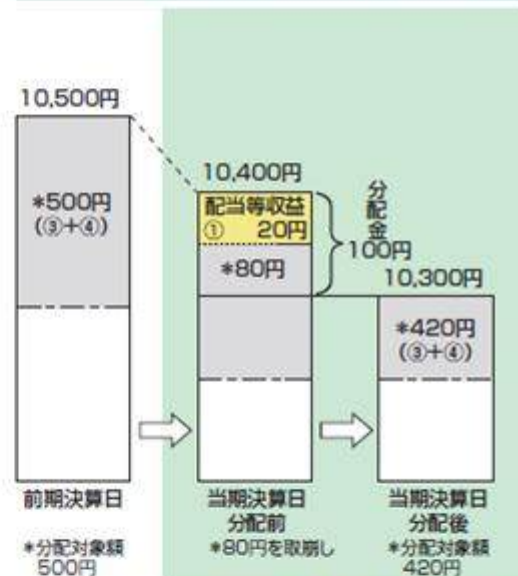 10,500円
*500円
(③+④)
10,400円
配当等収益
① 20円
*80円
分配金
100円
10,300円
*420円
(③+④)
前期決算日
*分配対象額
500円
当期決算日
分配前
*80円を取崩し
当期決算日
分配後
*分配対象額
420円